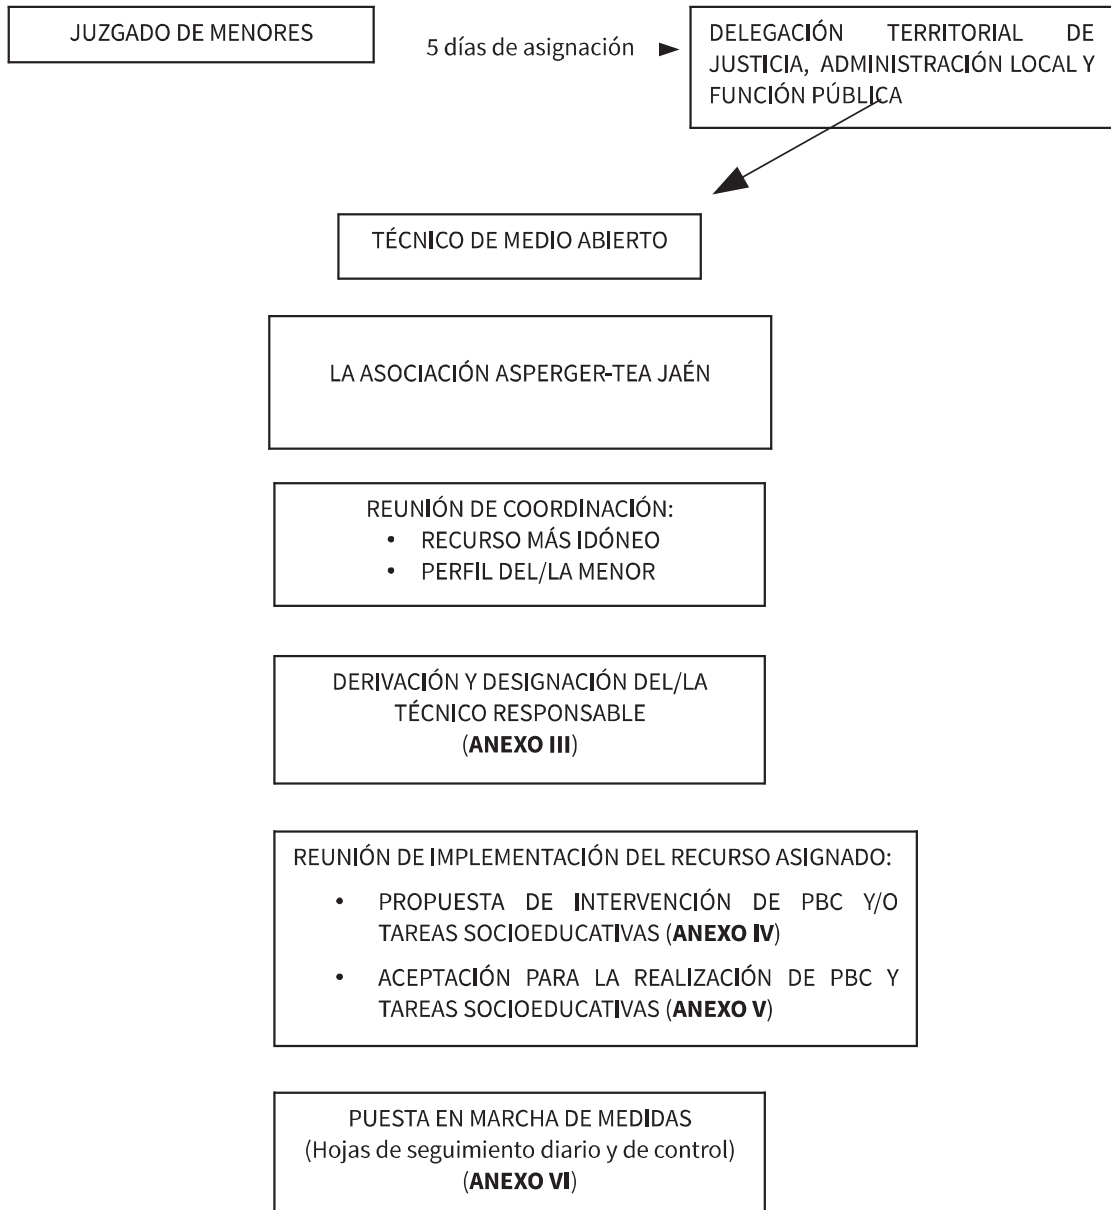 JUZGADO DE MENORES
5 días de asignación ►
DELEGACIÓN TERRITORIAL DE
JUSTICIA, ADMINISTRACIÓN LOCAL Y
FUNCIÓN PÚBLICA
TÉCNICO DE MEDIO ABIERTO
LA ASOCIACIÓN ASPERGER-TEA JAÉN
REUNIÓN DE COORDINACIÓN:
• RECURSO MÁS IDÓNEO
• PERFIL DEL/LA MENOR
DERIVACIÓN Y DESIGNACIÓN DEL/LA
TÉCNICO RESPONSABLE
(ANEXO III)
REUNIÓN DE IMPLEMENTACIÓN DEL RECURSO ASIGNADO:
• PROPUESTA DE INTERVENCIÓN DE PBC Y/O
TAREAS SOCIOEDUCATIVAS (ANEXO IV)
• ACEPTACIÓN PARA LA REALIZACIÓN DE PBC Y
TAREAS SOCIOEDUCATIVAS (ANEXO V)
PUESTA EN MARCHA DE MEDIDAS
(Hojas de seguimiento diario y de control)
(ANEXO VI)